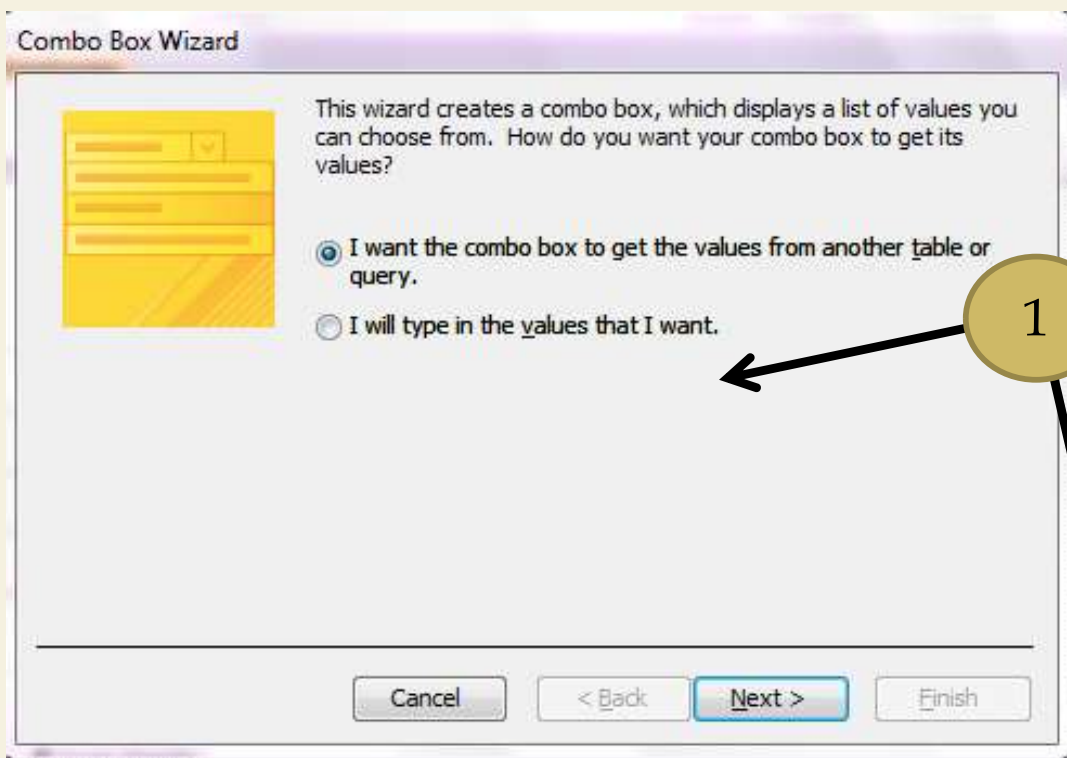 Combo Box Wizard
This wizard creates a combo box, which displays a list of values you
can choose from.  How do you want your combo box to get its
values?
I want the combo box to get the values from another table or
query.
I will type in the values that I want.
1
Cancel
< Back
Next >
Finish